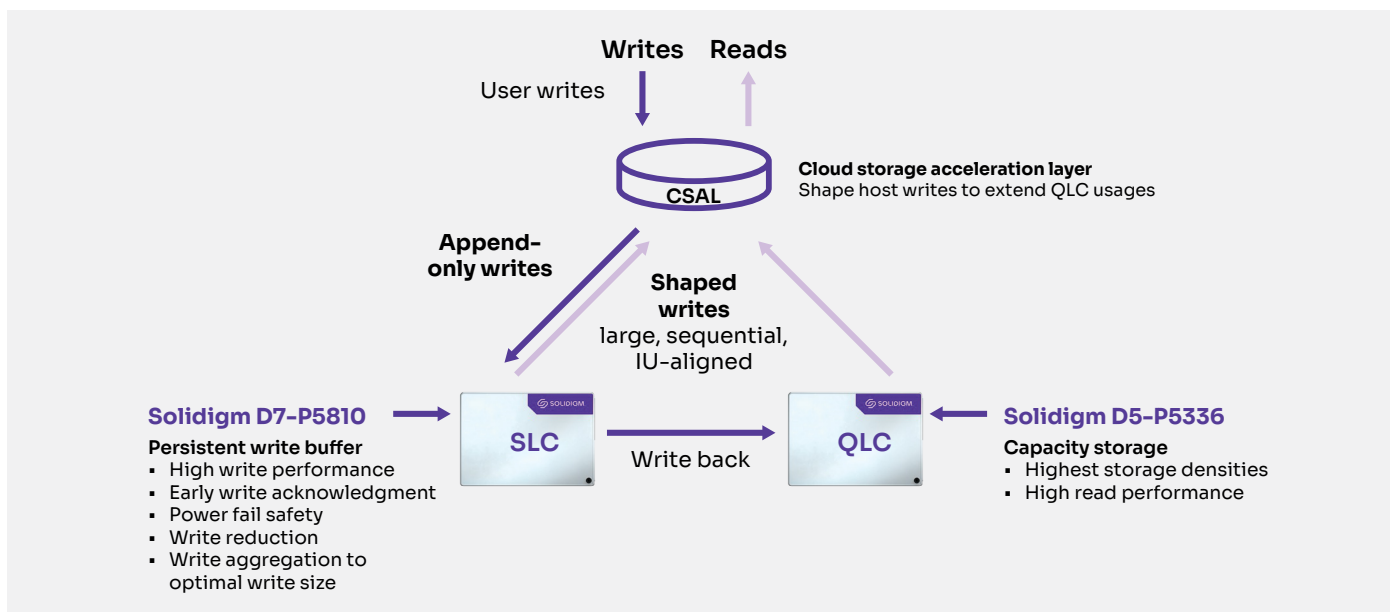 Writes Reads
User writes
CSAL
Cloud storage acceleration layer
Shape host writes to extend QLC usages
Append-
only writes
Shaped
writes
large, sequential,
IU-aligned
Solidigm D7-P5810
Persistent write buffer
▪ High write performance
▪ Early write acknowledgment
▪ Power fail safety
▪ Write reduction
▪ Write aggregation to
optimal write size
SOLIDIGM
SLC
Write back
SOLIDIGM
QLC
Solidigm D5-P5336
Capacity storage
▪ Highest storage densities
▪ High read performance